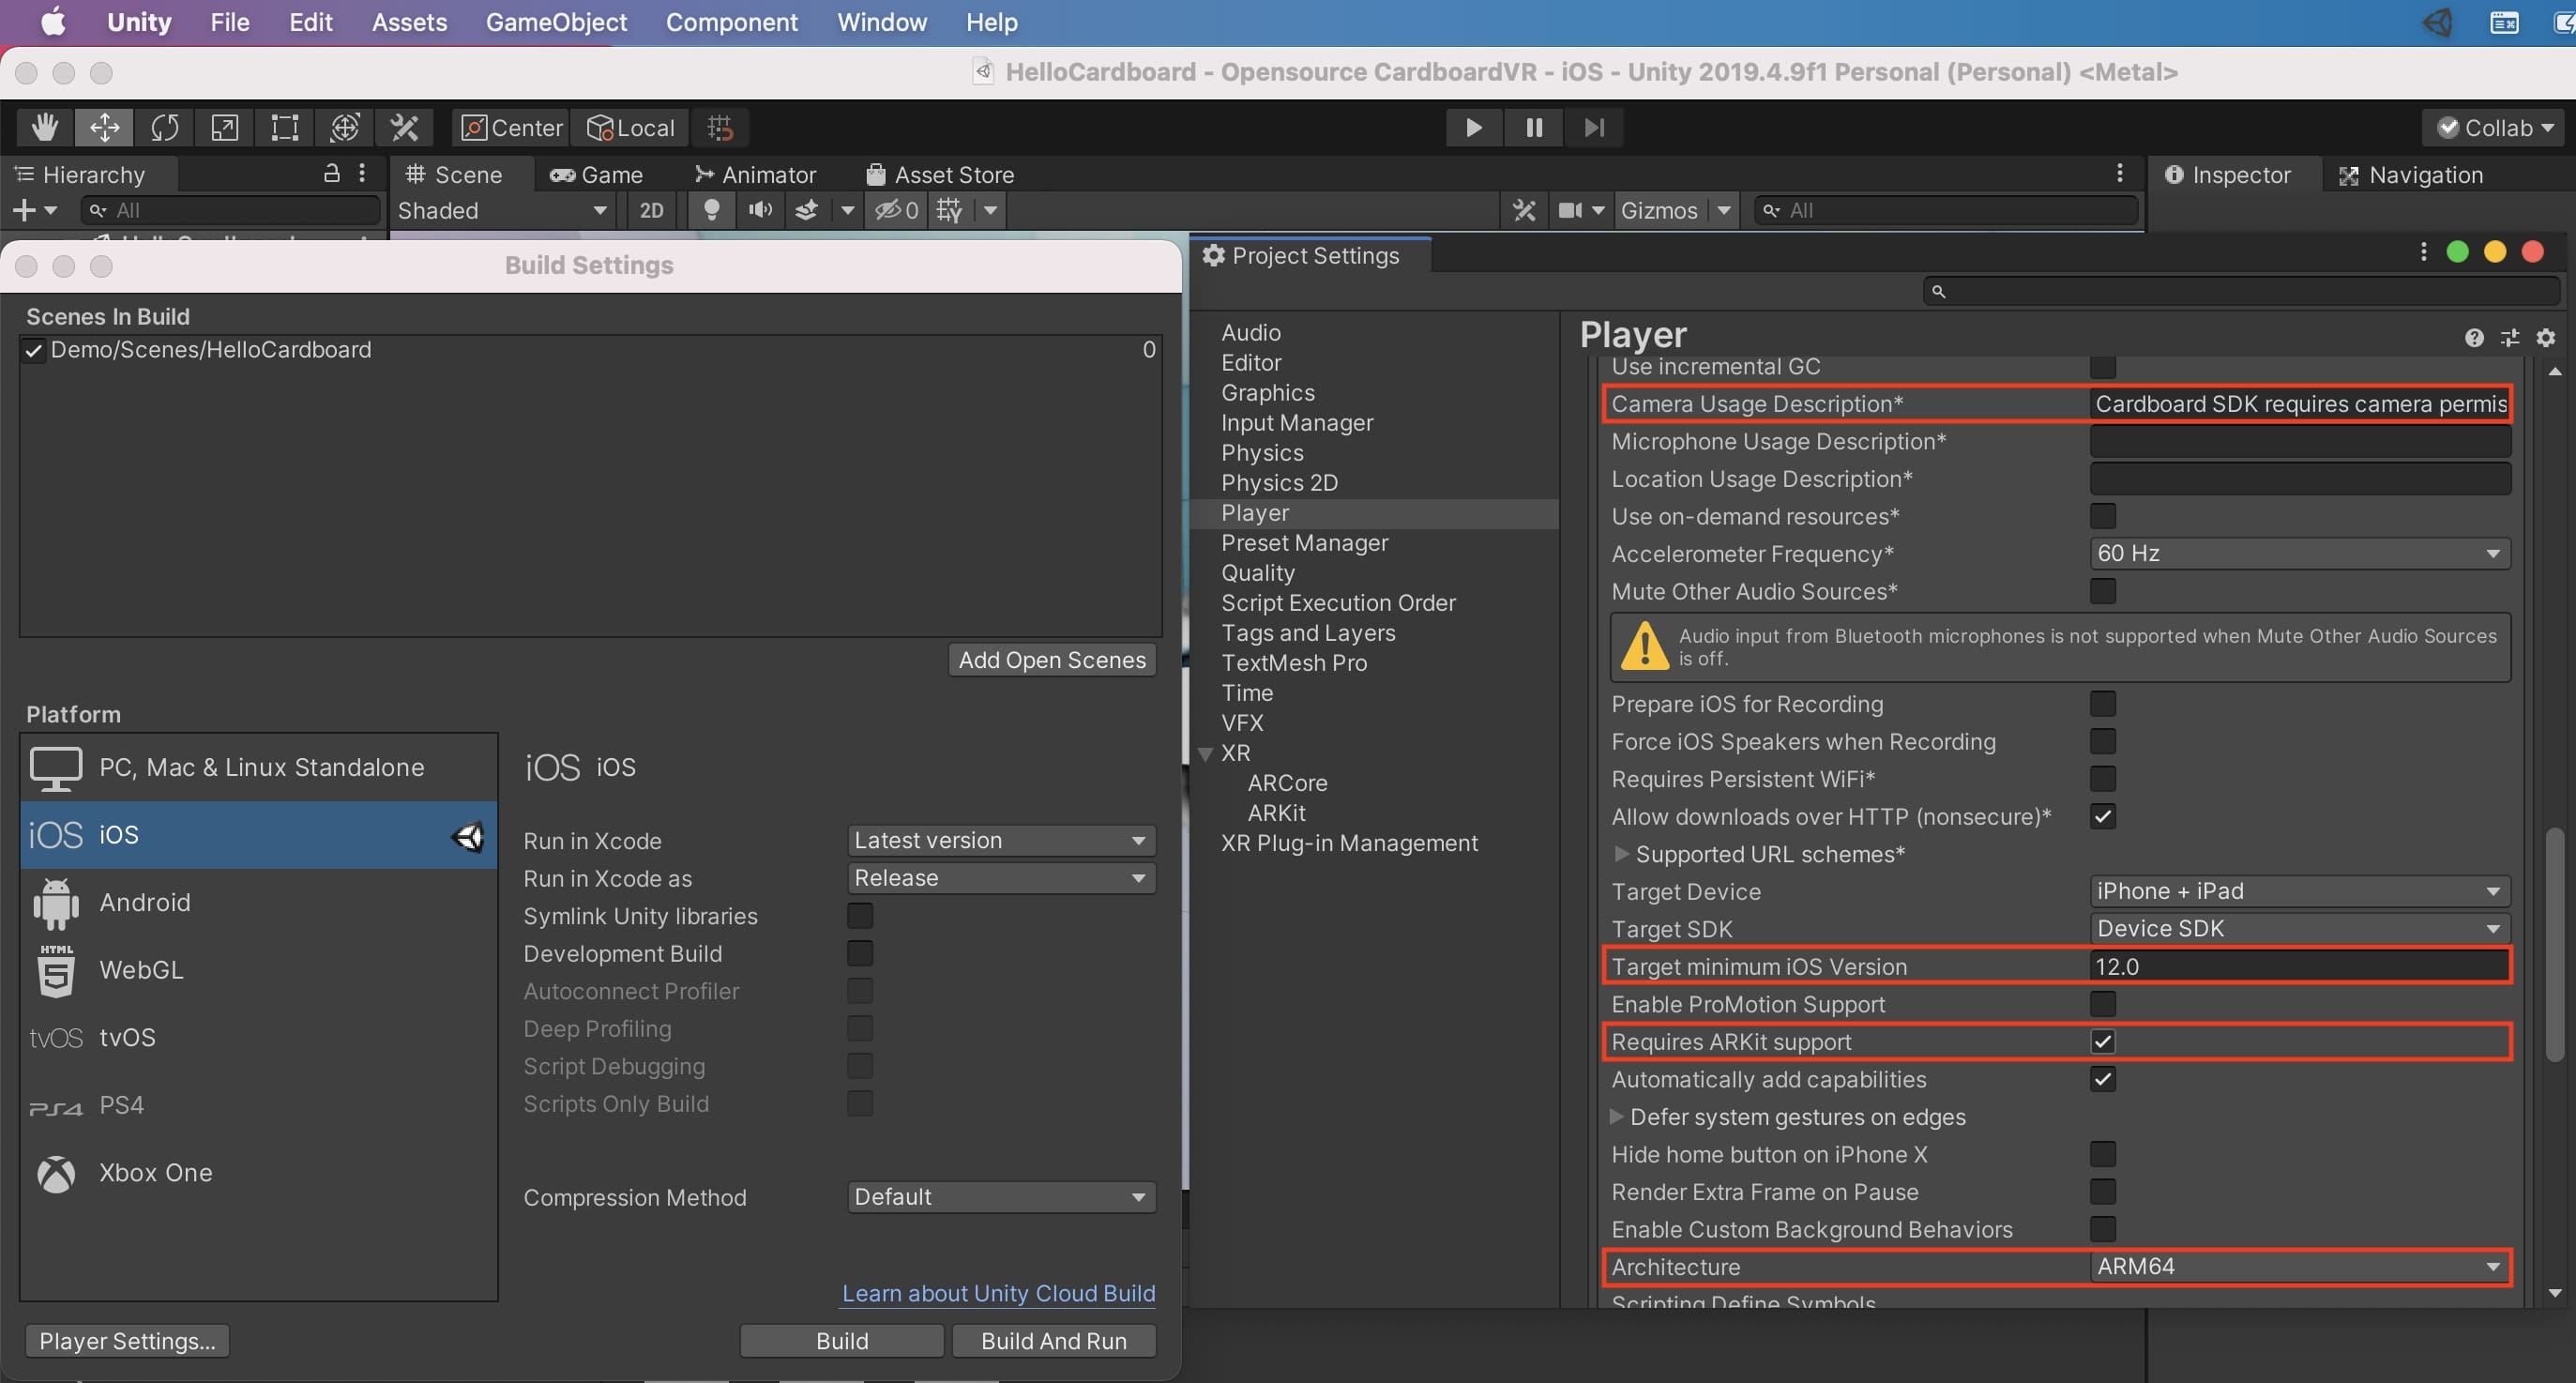 Unity File Edit Assets GameObject Component Window Help
HelloCardboard - Opensource CardboardVR - iOS - Unity 2019.4.9f1 Personal (Personal) <Metal>
Center Local Collab
Hierarchy Scene Game Animator Asset Store Inspector Navigation
All Shaded 2D 0 Gizmos All
Build Settings
Scenes In Build
Demo/Scenes/HelloCardboard 0
Add Open Scenes
Platform
PC, Mac & Linux Standalone
iOS iOS
Android
HTML
5 WebGL
tvOS tvOS
PS4 PS4
Xbox One
iOS iOS
Run in Xcode Latest version
Run in Xcode as Release
Symlink Unity libraries
Development Build
Autoconnect Profiler
Deep Profiling
Script Debugging
Scripts Only Build
Compression Method Default
Learn about Unity Cloud Build
Player Settings... Build Build And Run
Project Settings
Audio
Editor
Graphics
Input Manager
Physics
Physics 2D
Player
Preset Manager
Quality
Script Execution Order
Tags and Layers
TextMesh Pro
Time
VFX
XR
ARCore
ARKit
XR Plug-in Management
Player
Use incremental GC
Camera Usage Description* Cardboard SDK requires camera permis
Microphone Usage Description*
Location Usage Description*
Use on-demand resources*
Accelerometer Frequency* 60 Hz
Mute Other Audio Sources*
Audio input from Bluetooth microphones is not supported when Mute Other Audio Sources
is off.
Prepare iOS for Recording
Force iOS Speakers when Recording
Requires Persistent WiFi*
Allow downloads over HTTP (nonsecure)*
Supported URL schemes*
Target Device iPhone + iPad
Target SDK Device SDK
Target minimum iOS Version 12.0
Enable ProMotion Support
Requires ARKit support
Automatically add capabilities
Defer system gestures on edges
Hide home button on iPhone X
Render Extra Frame on Pause
Enable Custom Background Behaviors
Architecture ARM64
Scripting Define Symbols